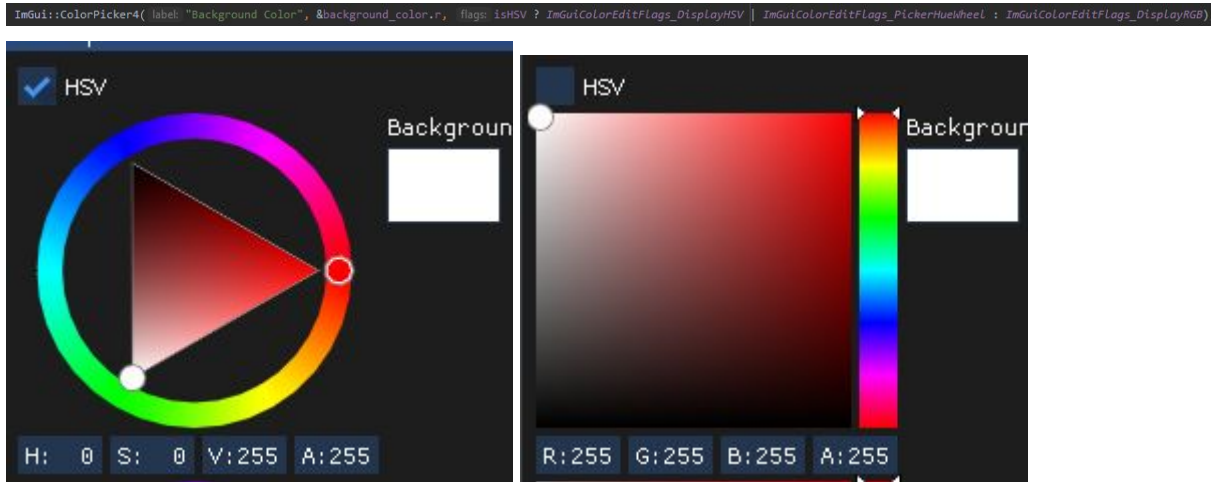 ImGui::ColorPicker4( label: "Background Color", &background_color.r, flags: isHSV ? ImGuiColorEditFlags_DisplayHSV | ImGuiColorEditFlags_PickerHueWheel : ImGuiColorEditFlags_DisplayRGB)
HSV
Backgroun
H: 0 S: 0 V:255 A:255
HSV
Backgroun
R:255 G:255 B:255 A:255